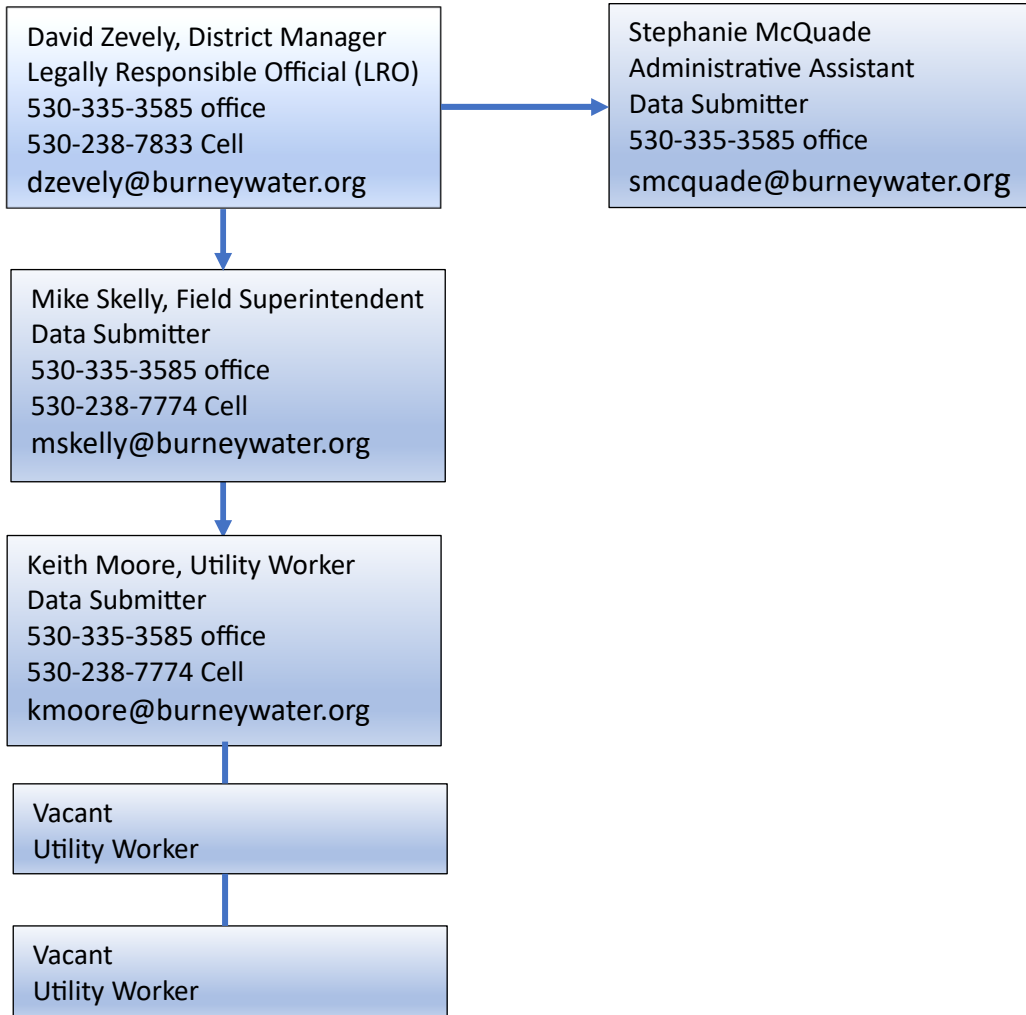 David Zevely, District Manager
Legally Responsible Official (LRO)
530-335-3585 office
530-238-7833 Cell
dzevely@burneywater.org
Stephanie McQuade
Administrative Assistant
Data Submitter
530-335-3585 office
smcquade@burneywater.org
Mike Skelly, Field Superintendent
Data Submitter
530-335-3585 office
530-238-7774 Cell
mskelly@burneywater.org
Keith Moore, Utility Worker
Data Submitter
530-335-3585 office
530-238-7774 Cell
kmoore@burneywater.org
Vacant
Utility Worker
Vacant
Utility Worker